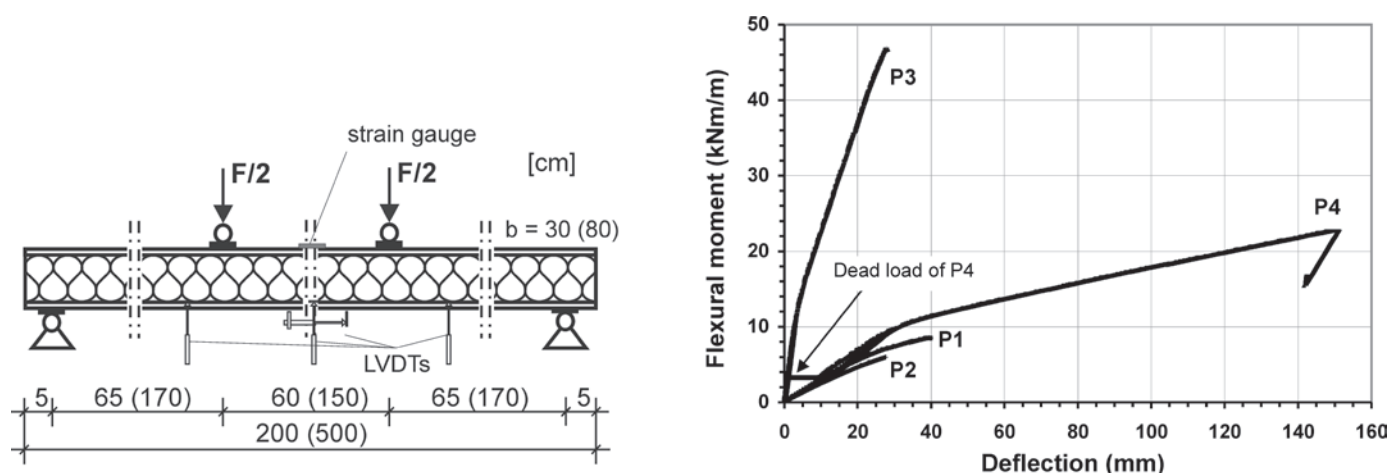 strain gauge
[cm]
F/2
F/2
b = 30 (80)
LVDTs
5
65 (170)
60 (150)
65 (170)
5
200 (500)
Flexural moment (kNm/m)
50
40
30
20
10
0
P3
P4
Dead load of P4
P1
P2
0 20 40 60 80 100 120 140 160
Deflection (mm)